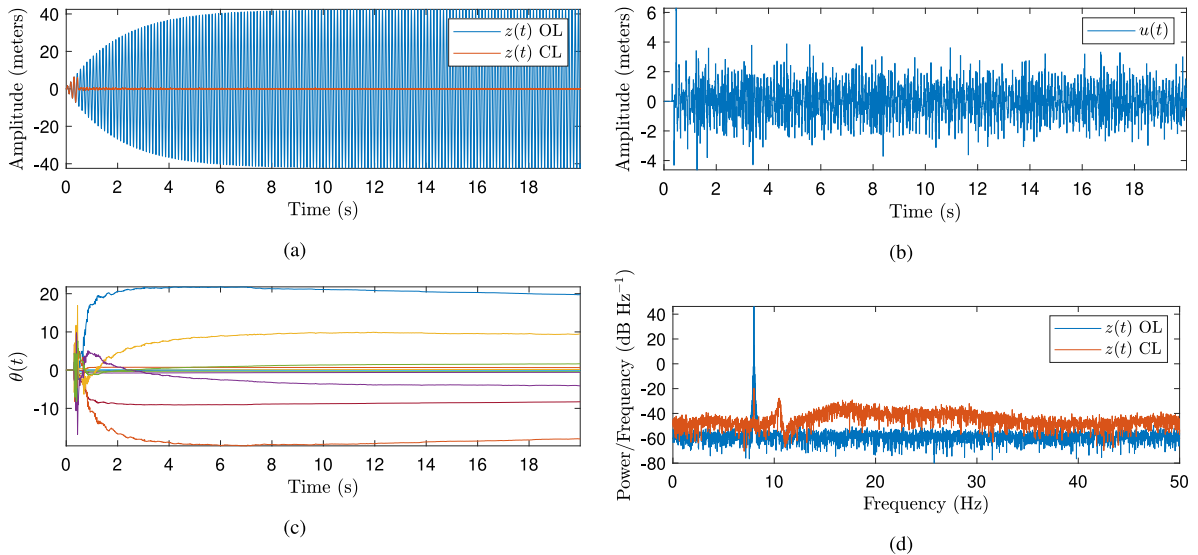 40
20
0
-20
-40
Amplitude (meters)
z(t) OL
z(t) CL
0 2 4 6 8 10 12 14 16 18
Time (s)
(a)
6
4
2
0
-2
-4
Amplitude (meters)
u(t)
0 2 4 6 8 10 12 14 16 18
Time (s)
(b)
20
10
0
-10
θ(t)
0 2 4 6 8 10 12 14 16 18
Time (s)
(c)
40
20
0
-20
-40
-60
-80
Power/Frequency (dB Hz⁻¹)
z(t) OL
z(t) CL
0 10 20 30 40 50
Frequency (Hz)
(d)